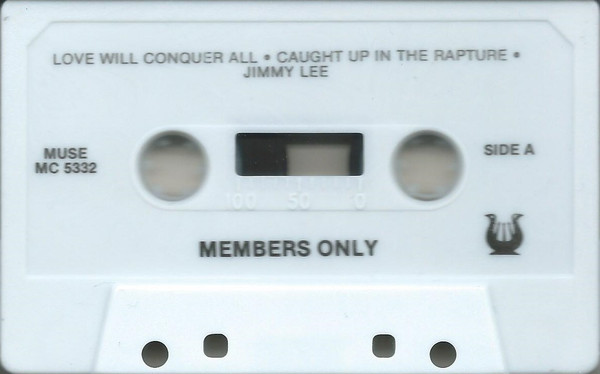 LOVE WILL CONQUER ALL • CAUGHT UP IN THE RAPTURE •
JIMMY LEE
MUSE
MC 5332
SIDE A
100 50 0
MEMBERS ONLY